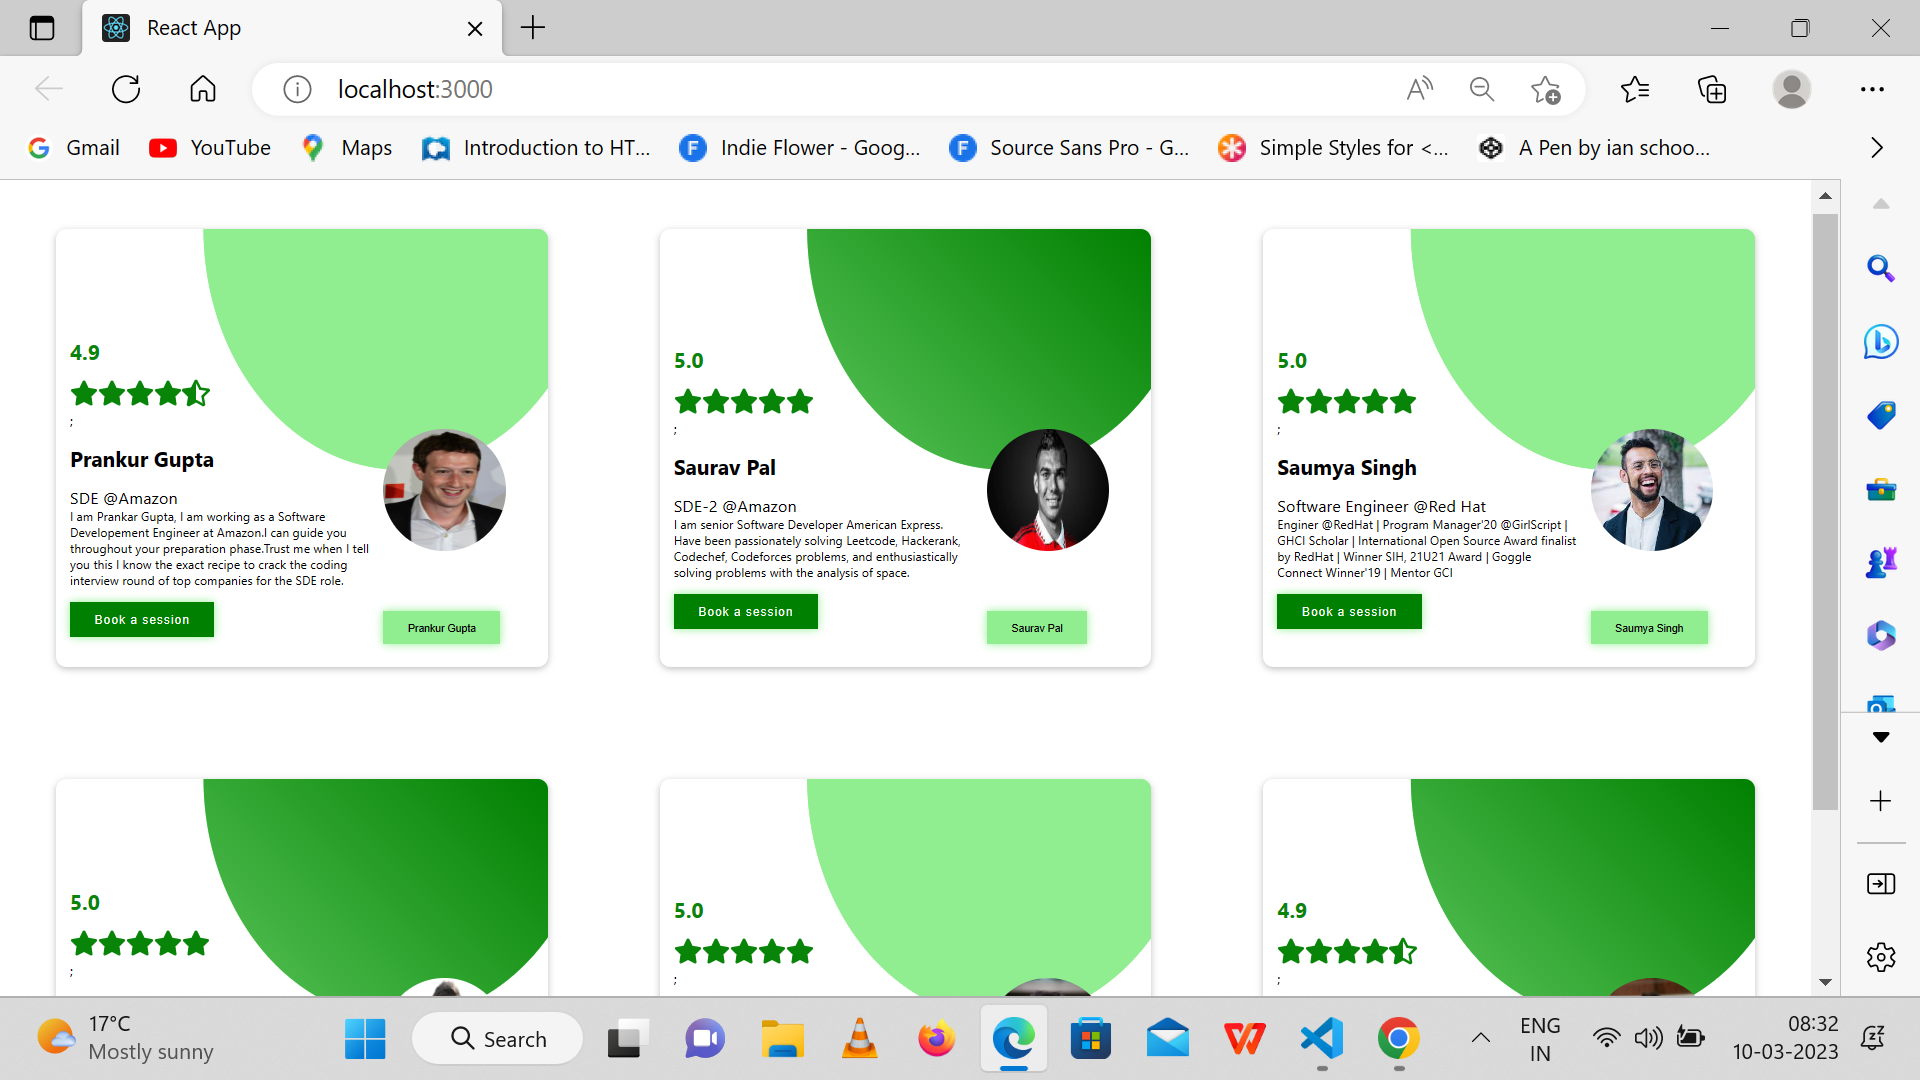 React App
localhost:3000
Gmail
YouTube
Maps
Introduction to HT...
Indie Flower - Goog...
Source Sans Pro - G...
Simple Styles for <...
A Pen by ian schoo...
4.9
;
Prankur Gupta
SDE @Amazon
I am Prankar Gupta, I am working as a Software
Developement Engineer at Amazon.I can guide you
throughout your preparation phase.Trust me when I tell
you this I know the exact recipe to crack the coding
interview round of top companies for the SDE role.
Book a session
Prankur Gupta
5.0
;
Saurav Pal
SDE-2 @Amazon
I am senior Software Developer American Express.
Have been passionately solving Leetcode, Hackerank,
Codechef, Codeforces problems, and enthusiastically
solving problems with the analysis of space.
Book a session
Saurav Pal
5.0
;
Saumya Singh
Software Engineer @Red Hat
Enginer @RedHat | Program Manager'20 @GirlScript |
GHCI Scholar | International Open Source Award finalist
by RedHat | Winner SIH, 21U21 Award | Goggle
Connect Winner'19 | Mentor GCI
Book a session
Saumya Singh
5.0
;
5.0
;
4.9
;
17°C
Mostly sunny
Search
ENG
IN
08:32
10-03-2023